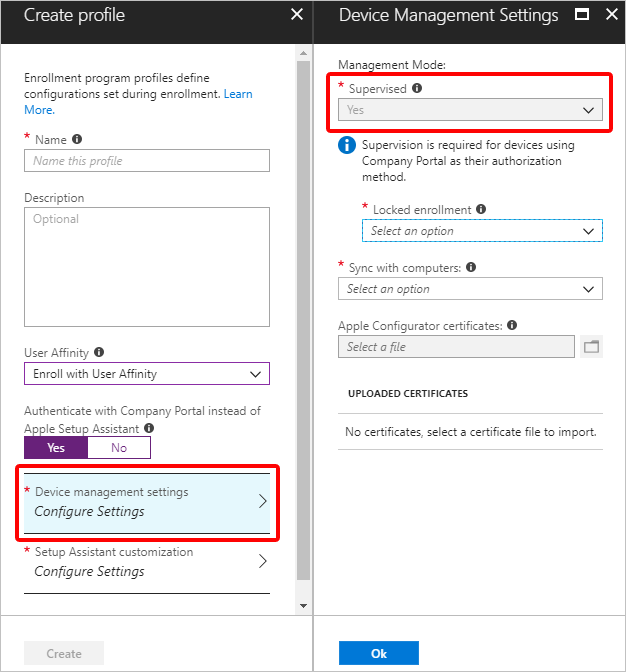 Create profile
Enrollment program profiles define
configurations set during enrollment. Learn
More.
* Name
Name this profile
Description
Optional
User Affinity
Enroll with User Affinity
Authenticate with Company Portal instead of
Apple Setup Assistant
Yes No
* Device management settings
Configure Settings
* Setup Assistant customization
Configure Settings
Create
Device Management Settings
Management Mode:
* Supervised
Yes
Supervision is required for devices using
Company Portal as their authorization
method.
* Locked enrollment
Select an option
* Sync with computers:
Select an option
Apple Configurator certificates:
Select a file
UPLOADED CERTIFICATES
No certificates, select a certificate file to import.
Ok